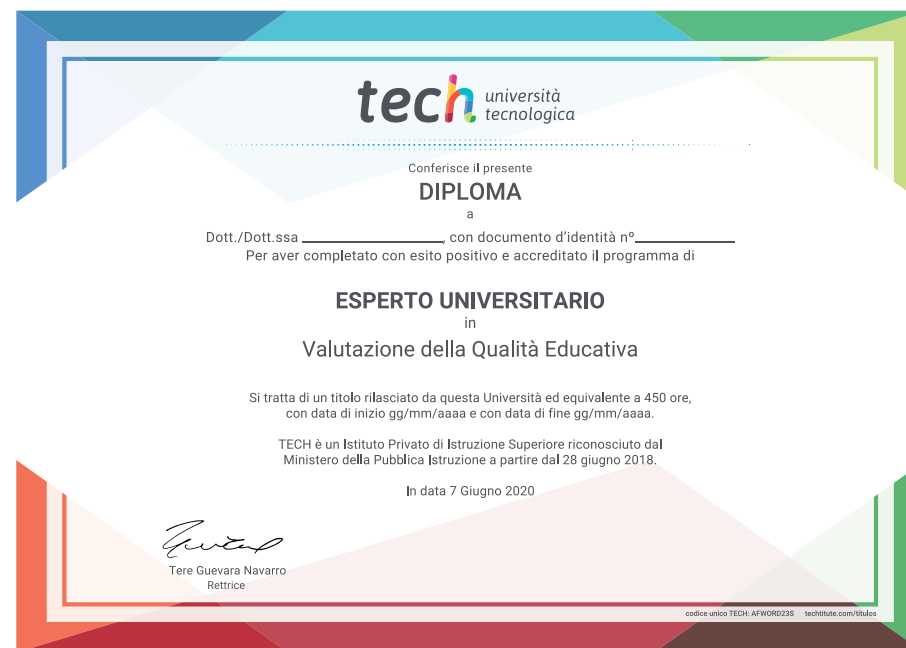 tech università
tecnologica
Conferisce il presente
DIPLOMA
a
Dott./Dott.ssa ____________________, con documento d'identità nº______________
Per aver completato con esito positivo e accreditato il programma di
ESPERTO UNIVERSITARIO
in
Valutazione della Qualità Educativa
Si tratta di un titolo rilasciato da questa Università ed equivalente a 450 ore,
con data di inizio gg/mm/aaaa e con data di fine gg/mm/aaaa.
TECH è un Istituto Privato di Istruzione Superiore riconosciuto dal
Ministero della Pubblica Istruzione a partire dal 28 giugno 2018.
In data 7 Giugno 2020
Tere Guevara Navarro
Rettrice
codice unico TECH: AFWORD23S techtitute.com/titulos